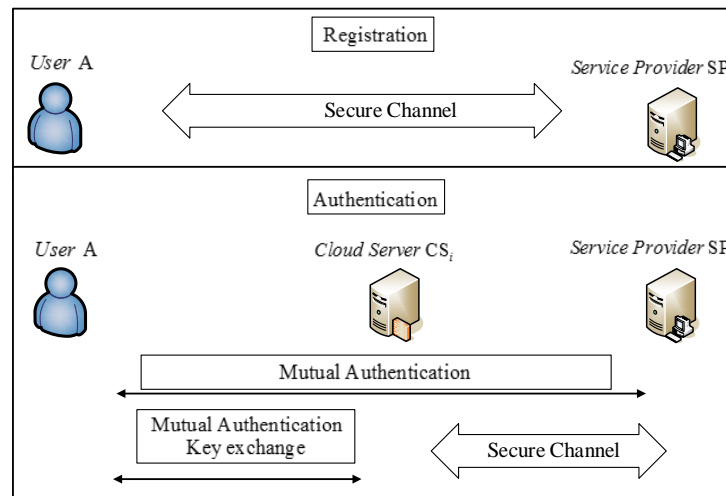 Registration
User A
Service Provider SP
Secure Channel
Authentication
User A
Cloud Server CSi
Service Provider SP
Mutual Authentication
Mutual Authentication
Key exchange
Secure Channel